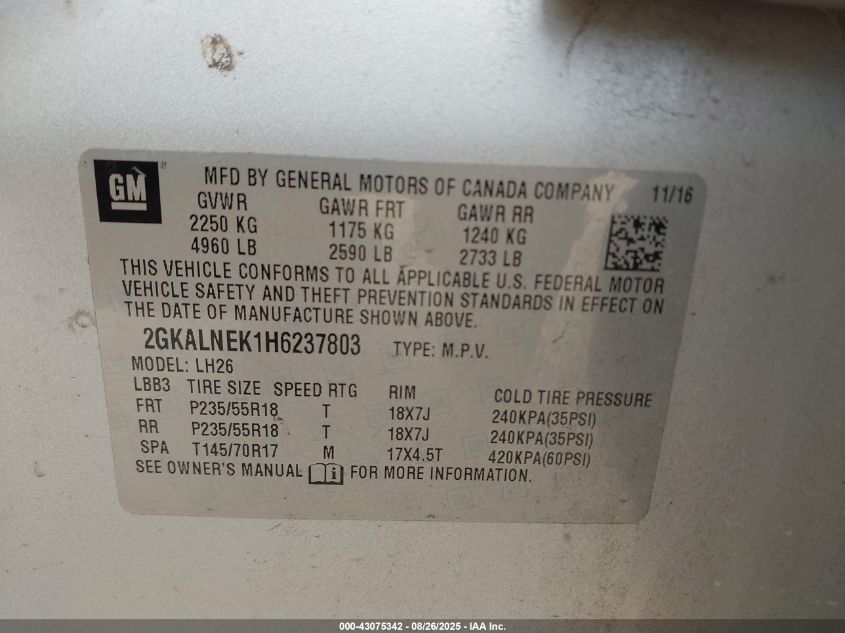 GM ® MFD BY GENERAL MOTORS OF CANADA COMPANY 11/16
GVWR GAWR FRT GAWR RR
2250 KG 1175 KG 1240 KG
4960 LB 2590 LB 2733 LB
THIS VEHICLE CONFORMS TO ALL APPLICABLE U.S. FEDERAL MOTOR
VEHICLE SAFETY AND THEFT PREVENTION STANDARDS IN EFFECT ON
THE DATE OF MANUFACTURE SHOWN ABOVE.
2GKALNEK1H6237803 TYPE: M.P.V.
MODEL: LH26
LBB3 TIRE SIZE SPEED RTG RIM COLD TIRE PRESSURE
FRT P235/55R18 T 18X7J 240KPA(35PSI)
RR P235/55R18 T 18X7J 240KPA(35PSI)
SPA T145/70R17 M 17X4.5T 420KPA(60PSI)
SEE OWNER'S MANUAL i FOR MORE INFORMATION.
000-43075342 - 08/26/2025 - IAA Inc.